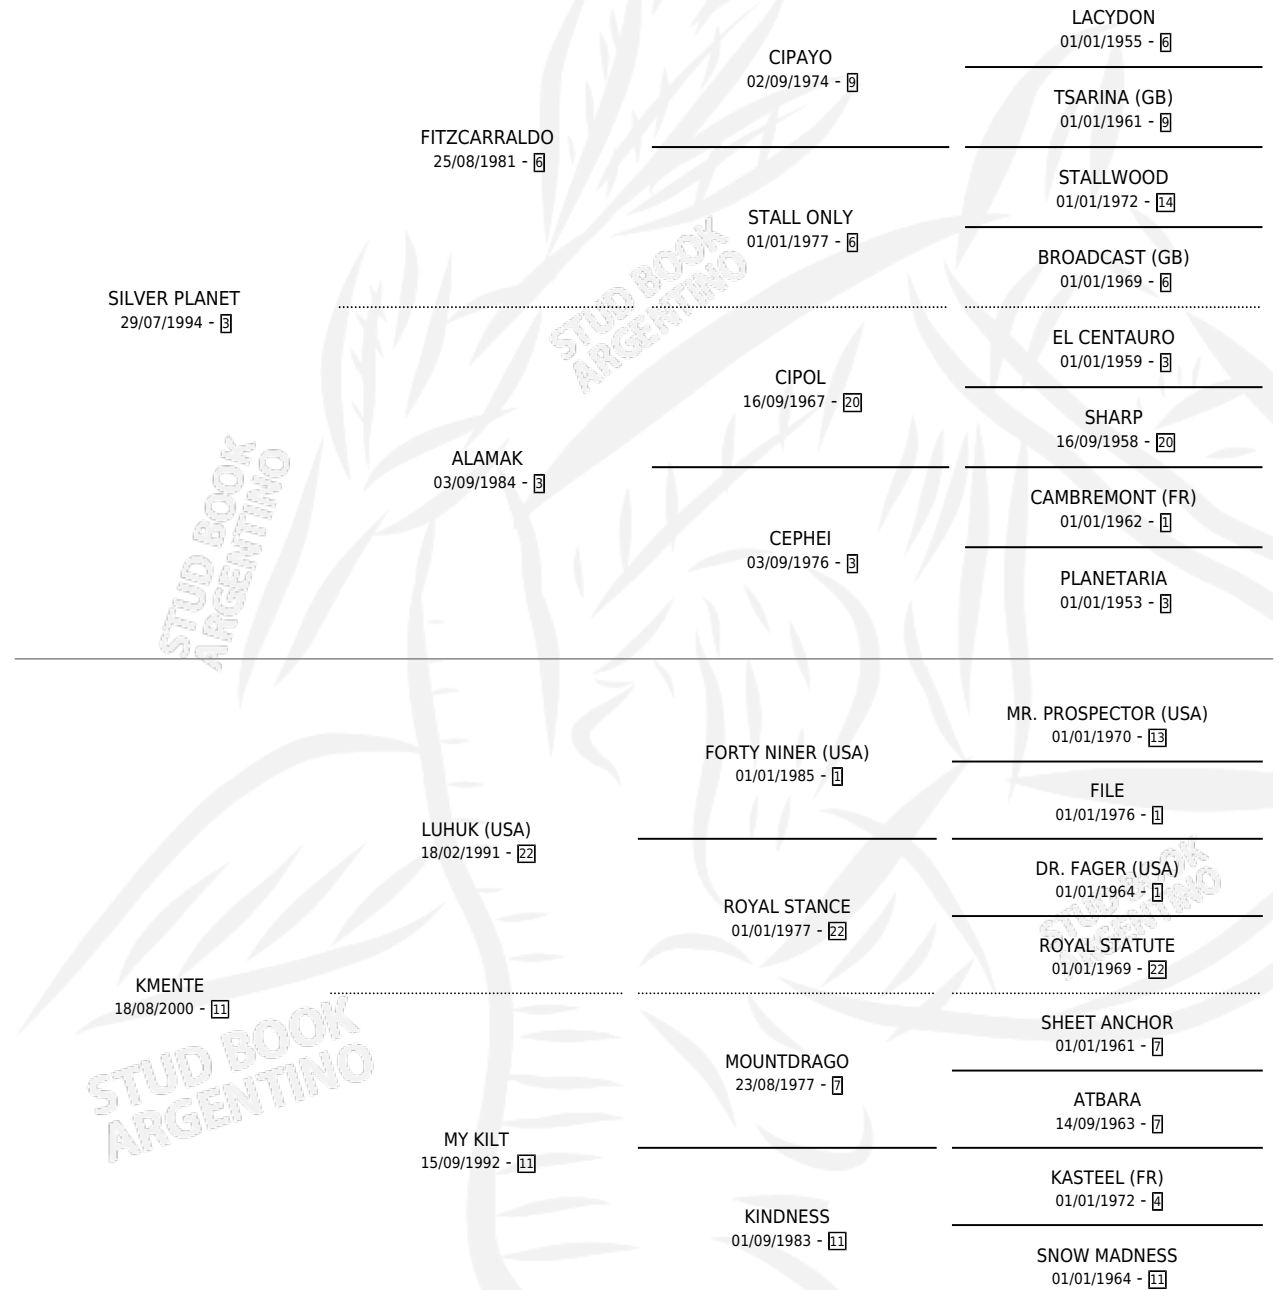 LACYDON
01/01/1955 - 6
CIPAYO
02/09/1974 - 9
TSARINA (GB)
01/01/1961 - 9
FITZCARRALDO
25/08/1981 - 6
STALLWOOD
01/01/1972 - 14
STALL ONLY
01/01/1977 - 6
BROADCAST (GB)
01/01/1969 - 6
SILVER PLANET
29/07/1994 - 3
EL CENTAURO
01/01/1959 - 3
CIPOL
16/09/1967 - 20
SHARP
16/09/1958 - 20
ALAMAK
03/09/1984 - 3
CAMBREMONT (FR)
01/01/1962 - 1
CEPHEI
03/09/1976 - 3
PLANETARIA
01/01/1953 - 3
MR. PROSPECTOR (USA)
01/01/1970 - 13
FORTY NINER (USA)
01/01/1985 - 1
FILE
01/01/1976 - 1
LUHUK (USA)
18/02/1991 - 22
DR. FAGER (USA)
01/01/1964 - 1
ROYAL STANCE
01/01/1977 - 22
ROYAL STATUTE
01/01/1969 - 22
KMENTE
18/08/2000 - 11
SHEET ANCHOR
01/01/1961 - 7
MOUNTDRAGO
23/08/1977 - 7
ATBARA
14/09/1963 - 7
MY KILT
15/09/1992 - 11
KASTEEL (FR)
01/01/1972 - 4
KINDNESS
01/09/1983 - 11
SNOW MADNESS
01/01/1964 - 11
STUD BOOK
ARGENTINO
STUD BOOK
ARGENTINO
STUD BOOK
ARGENTINO
STUD BOOK
ARGENTINO